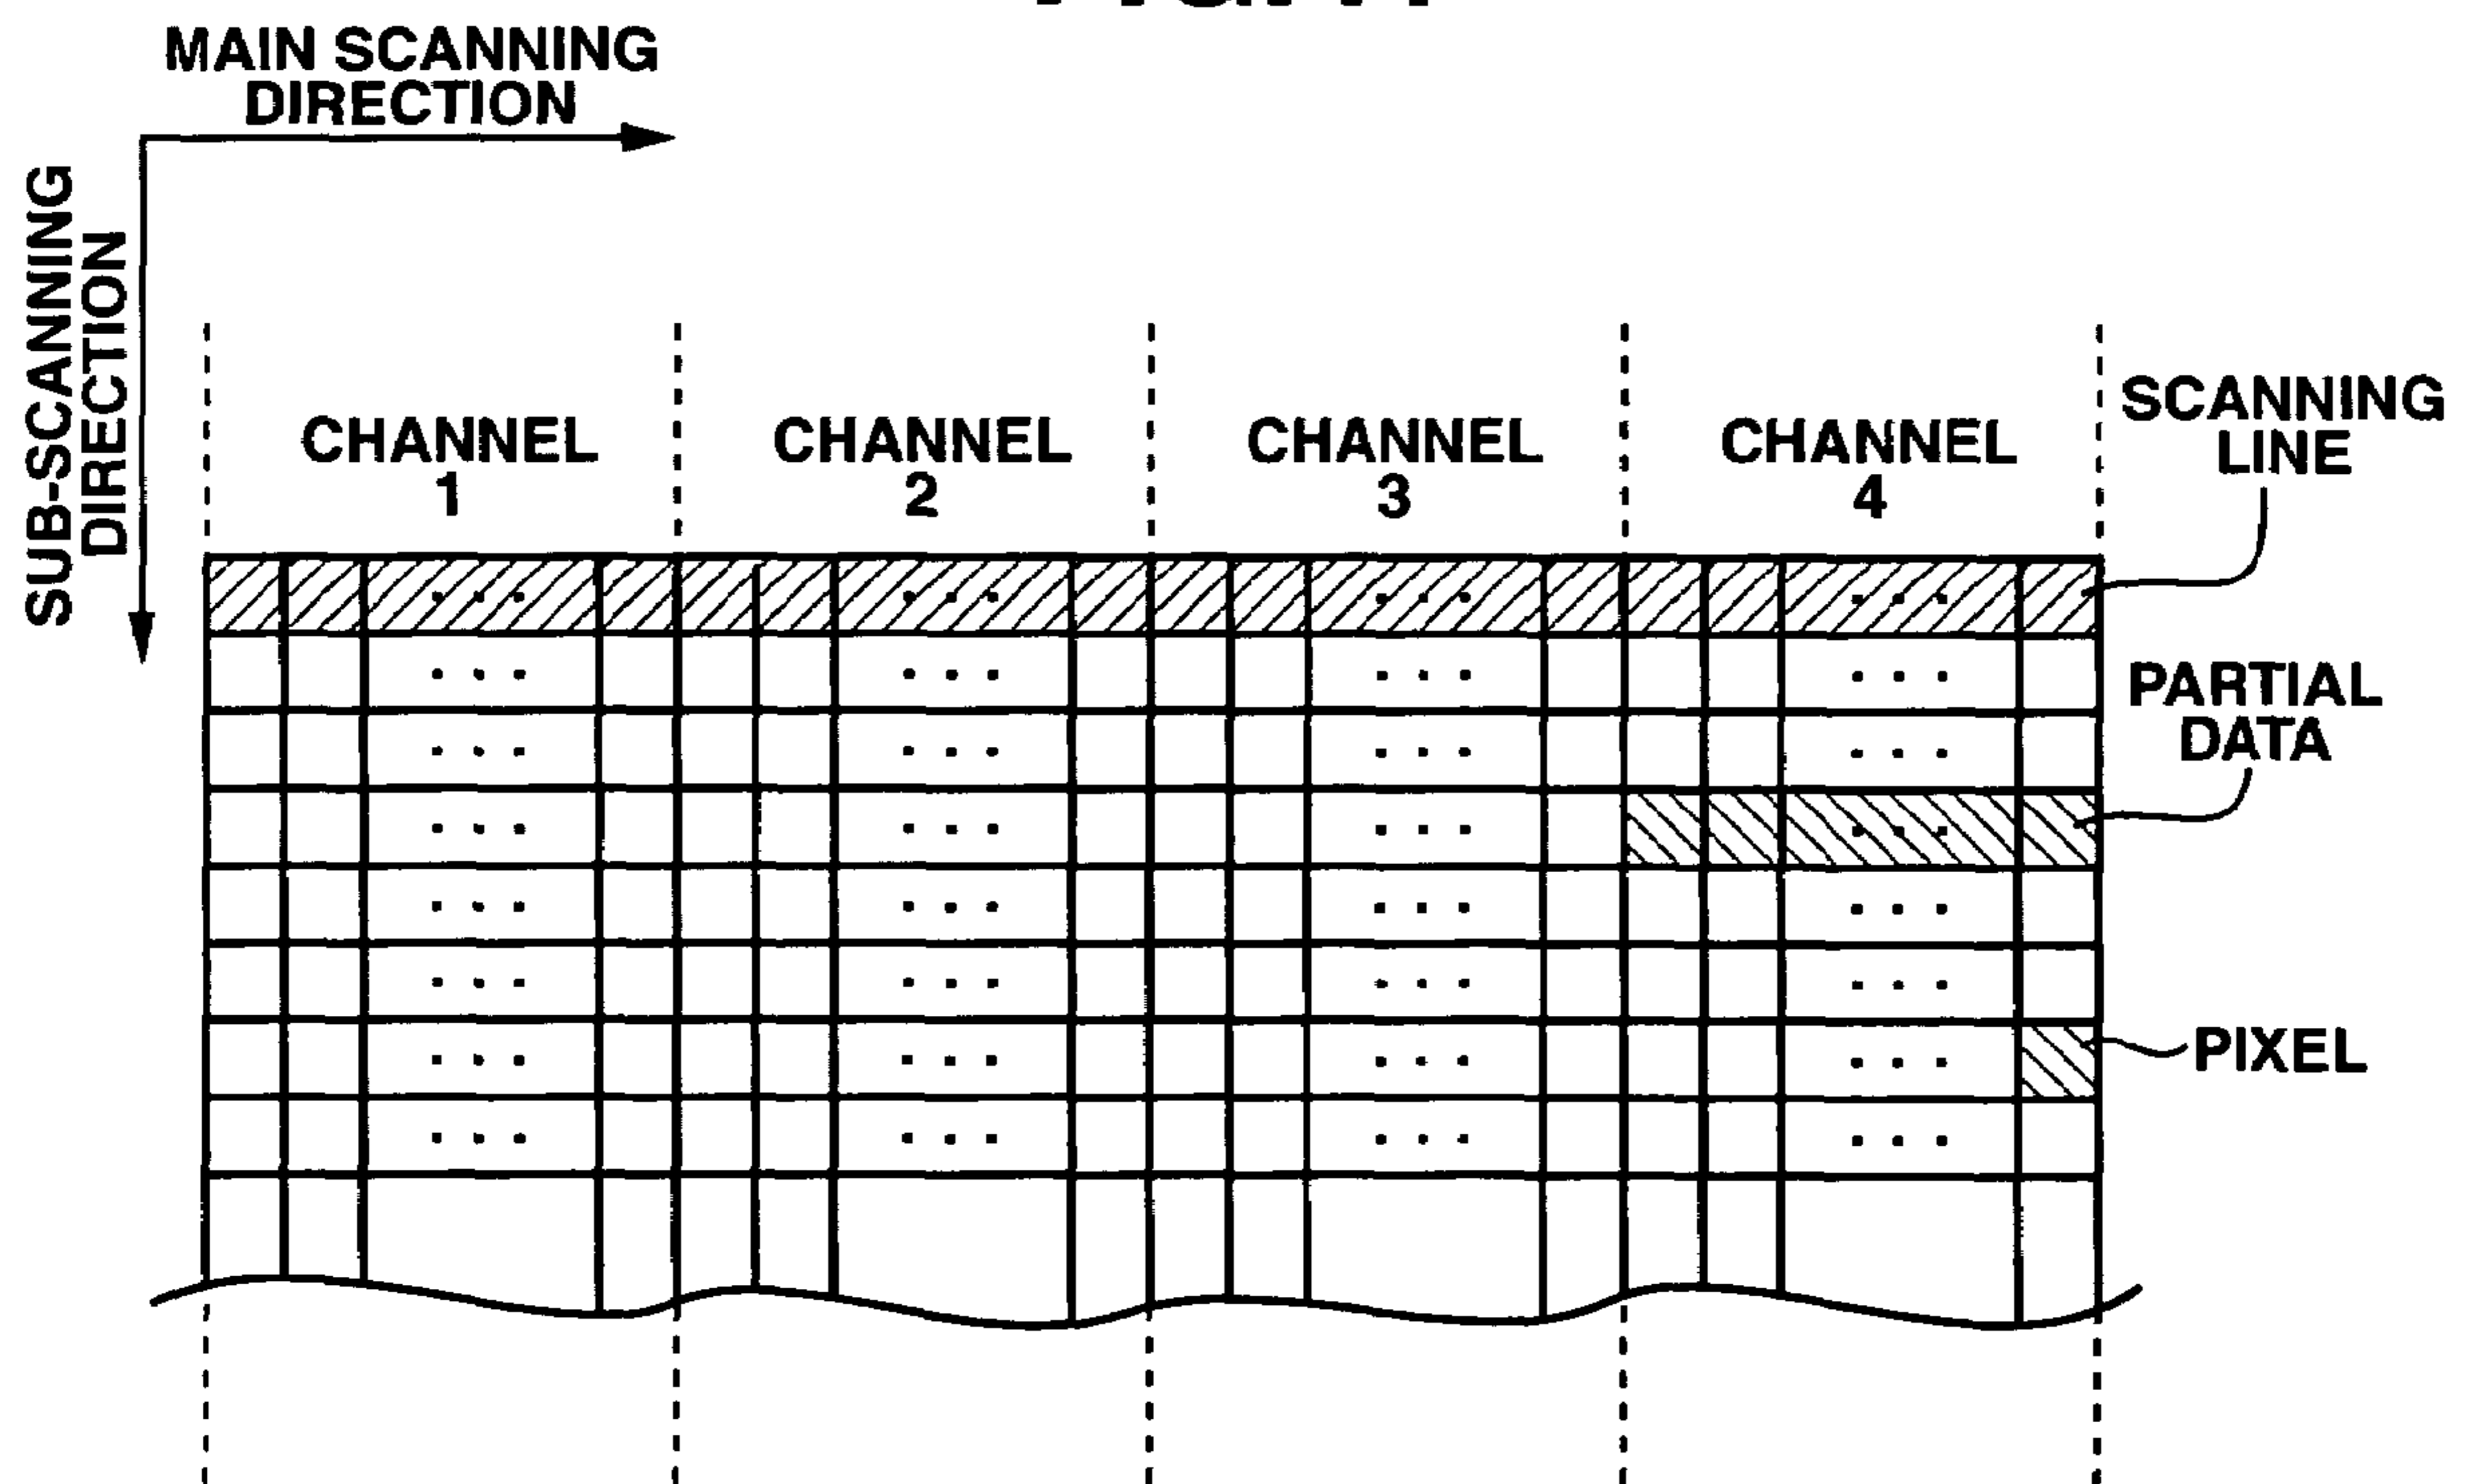 MAIN SCANNING
DIRECTION
SUB-SCANNING
DIRECTION
CHANNEL
1
CHANNEL
2
CHANNEL
3
CHANNEL
4
SCANNING
LINE
PARTIAL
DATA
PIXEL